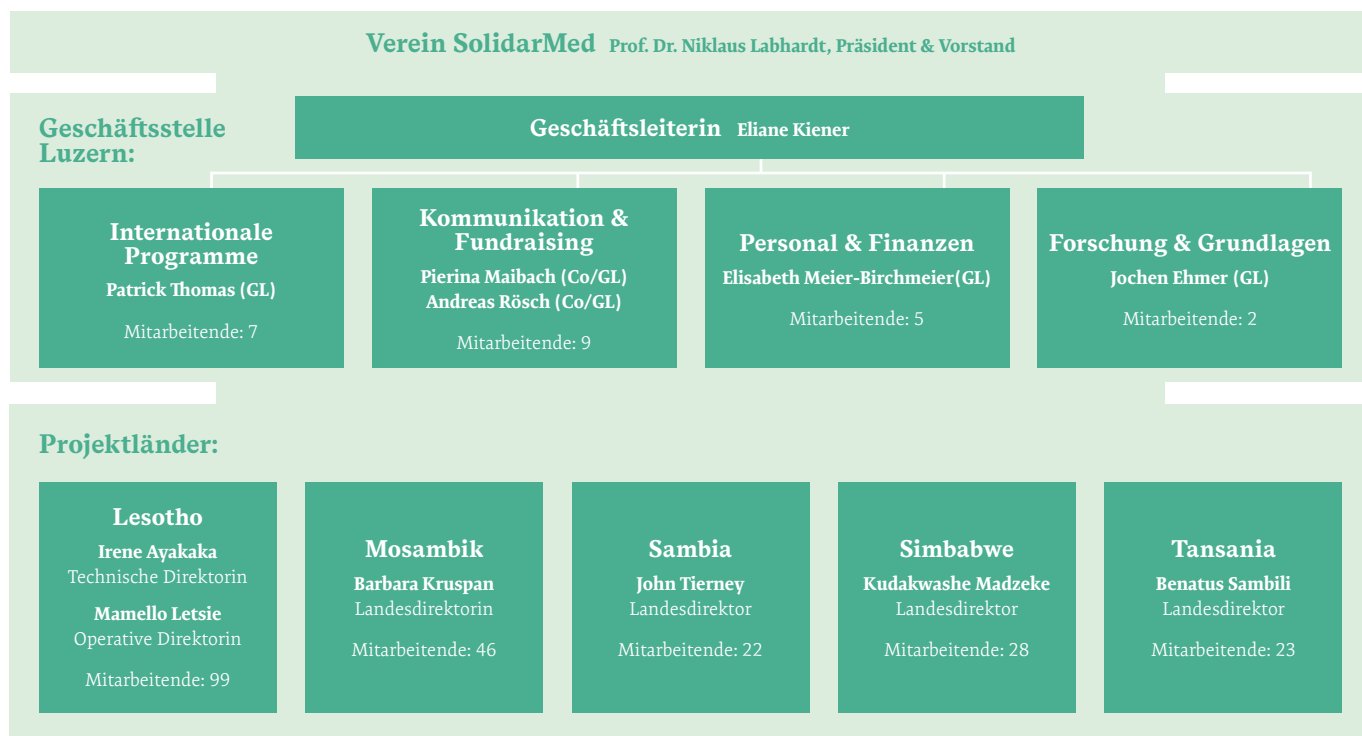 Verein SolidarMed Prof. Dr. Niklaus Labhardt, Präsident & Vorstand
Geschäftsstelle
Luzern:
Geschäftsleiterin Eliane Kiener
Internationale
Programme
Patrick Thomas (GL)
Mitarbeitende: 7
Kommunikation &
Fundraising
Pierina Maibach (Co/GL)
Andreas Rösch (Co/GL)
Mitarbeitende: 9
Personal & Finanzen
Elisabeth Meier-Birchmeier(GL)
Mitarbeitende: 5
Forschung & Grundlagen
Jochen Ehmer (GL)
Mitarbeitende: 2
Projektländer:
Lesotho
Irene Ayakaka
Technische Direktorin
Mamello Letsie
Operative Direktorin
Mitarbeitende: 99
Mosambik
Barbara Kruspan
Landesdirektorin
Mitarbeitende: 46
Sambia
John Tierney
Landesdirektor
Mitarbeitende: 22
Simbabwe
Kudakwashe Madzeke
Landesdirektor
Mitarbeitende: 28
Tansania
Benatus Sambili
Landesdirektor
Mitarbeitende: 23